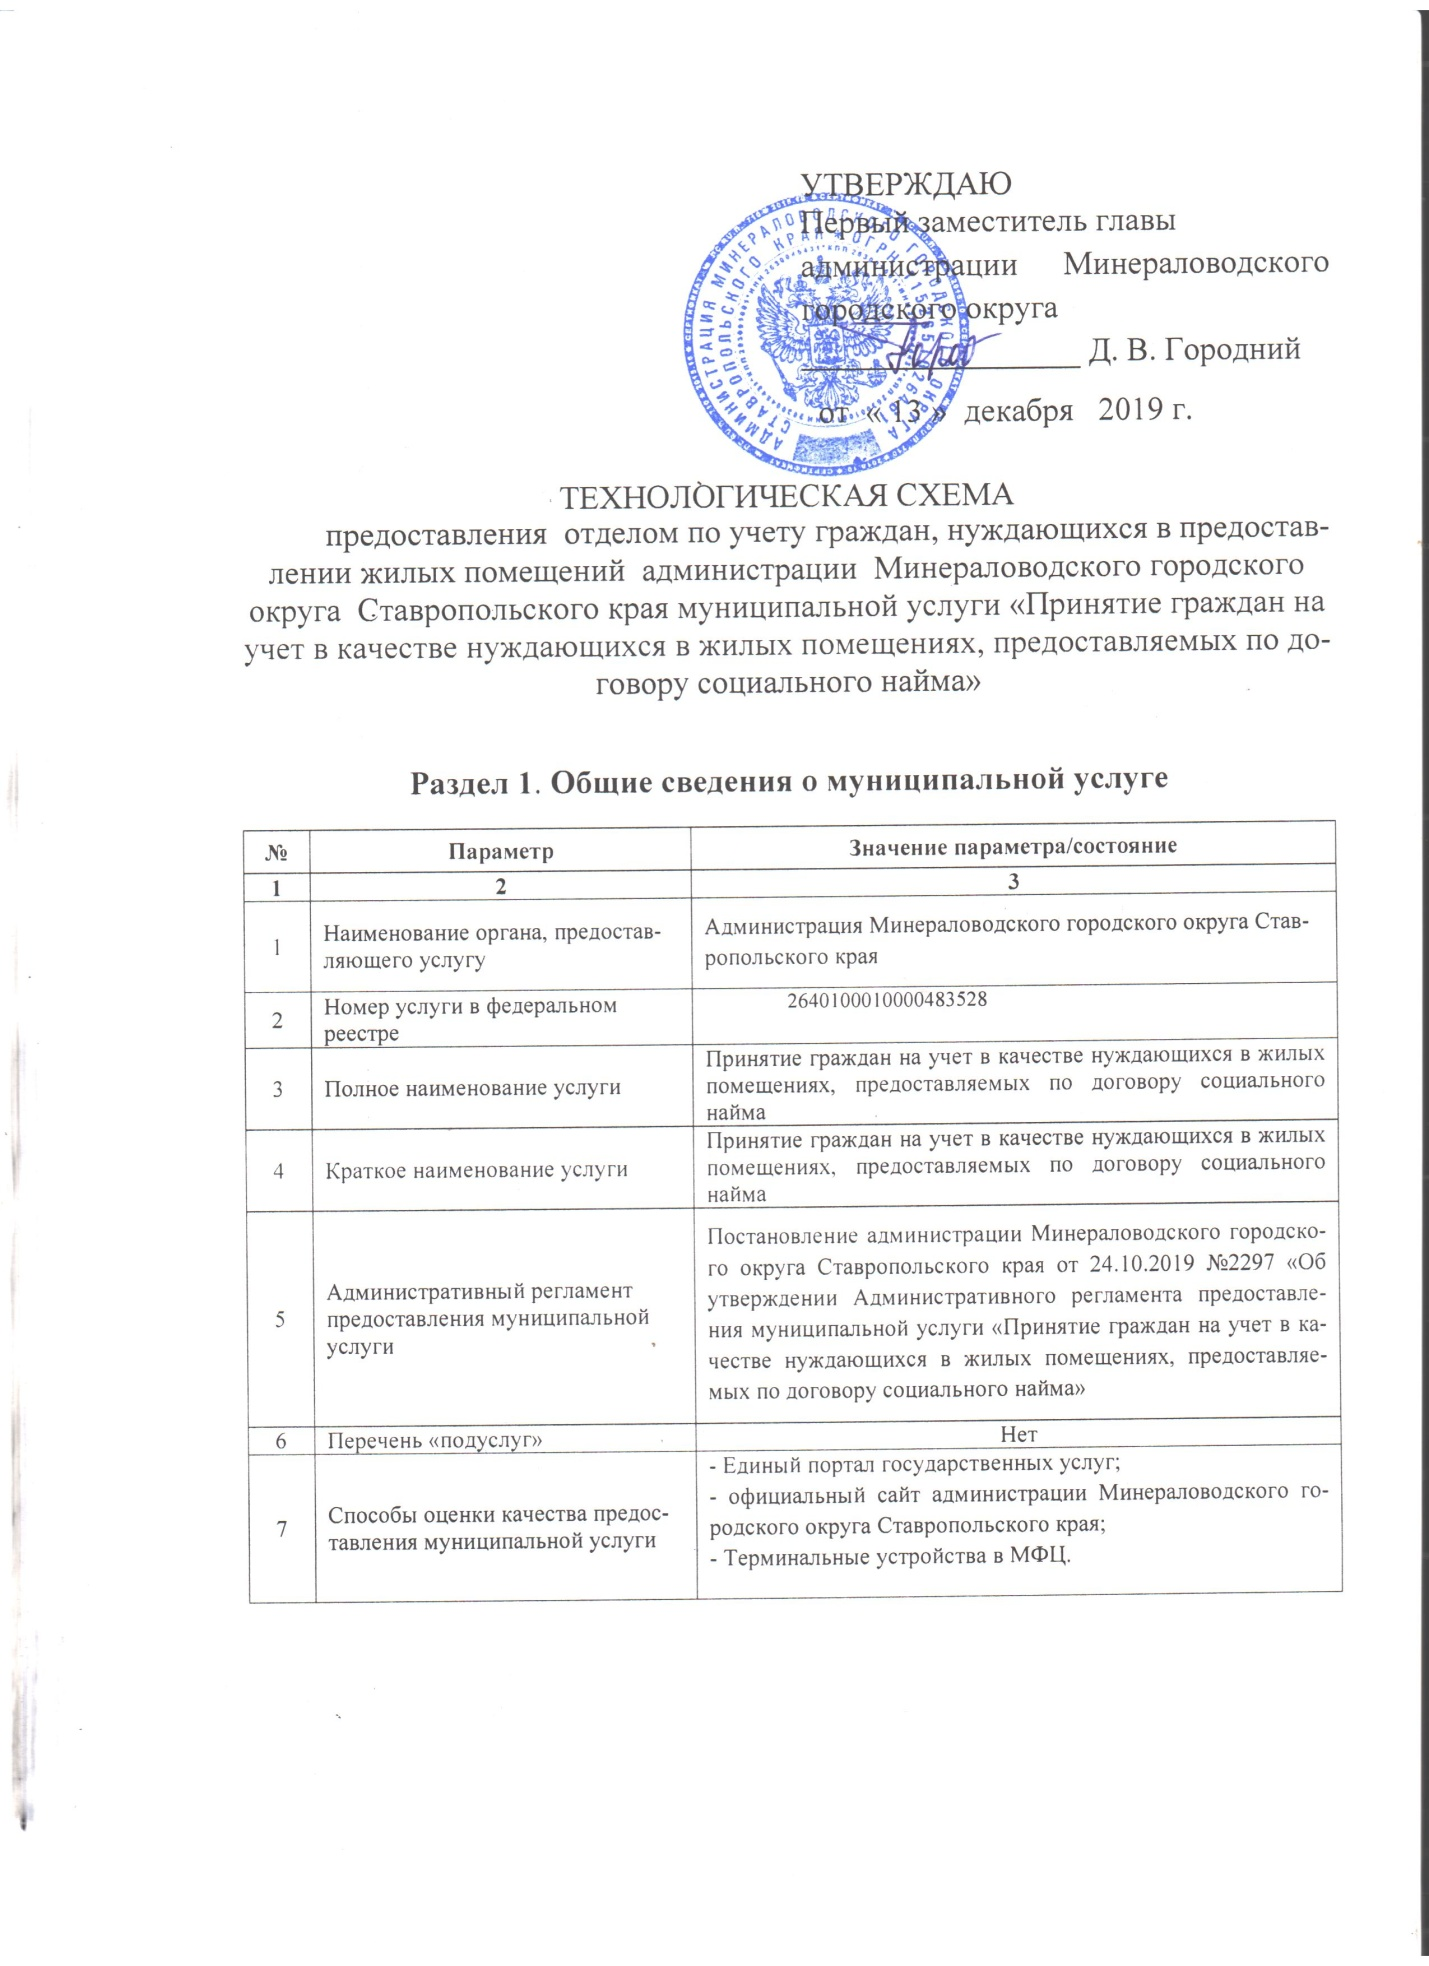 УТВЕРЖДАЮ
Первый заместитель главы
администрации Минераловодского
городского округа
Д. В. Городний
от « 13 » декабря 2019 г.
АДМИНИСТРАЦИЯ МИНЕРАЛОВОДСКОГО ГОРОДСКОГО ОКРУГА
СТАВРОПОЛЬСКОГО КРАЯ * ОГРН
ТЕХНОЛОГИЧЕСКАЯ СХЕМА
предоставления отделом по учету граждан, нуждающихся в предостав-
лении жилых помещений администрации Минераловодского городского
округа Ставропольского края муниципальной услуги «Принятие граждан на
учет в качестве нуждающихся в жилых помещениях, предоставляемых по до-
говору социального найма»
Раздел 1. Общие сведения о муниципальной услуге
№ Параметр Значение параметра/состояние
1 2 3
1 Наименование органа, предостав-
ляющего услугу
Администрация Минераловодского городского округа Став-
ропольского края
2 Номер услуги в федеральном
реестре
2640100010000483528
3 Полное наименование услуги
Принятие граждан на учет в качестве нуждающихся в жилых
помещениях, предоставляемых по договору социального
найма
4 Краткое наименование услуги
Принятие граждан на учет в качестве нуждающихся в жилых
помещениях, предоставляемых по договору социального
найма
5 Административный регламент
предоставления муниципальной
услуги
Постановление администрации Минераловодского городско-
го округа Ставропольского края от 24.10.2019 №2297 «Об
утверждении Административного регламента предоставле-
ния муниципальной услуги «Принятие граждан на учет в ка-
честве нуждающихся в жилых помещениях, предоставляе-
мых по договору социального найма»
6 Перечень «подуслуг» Нет
7 Способы оценки качества предос-
тавления муниципальной услуги
- Единый портал государственных услуг;
- официальный сайт администрации Минераловодского го-
родского округа Ставропольского края;
- Терминальные устройства в МФЦ.